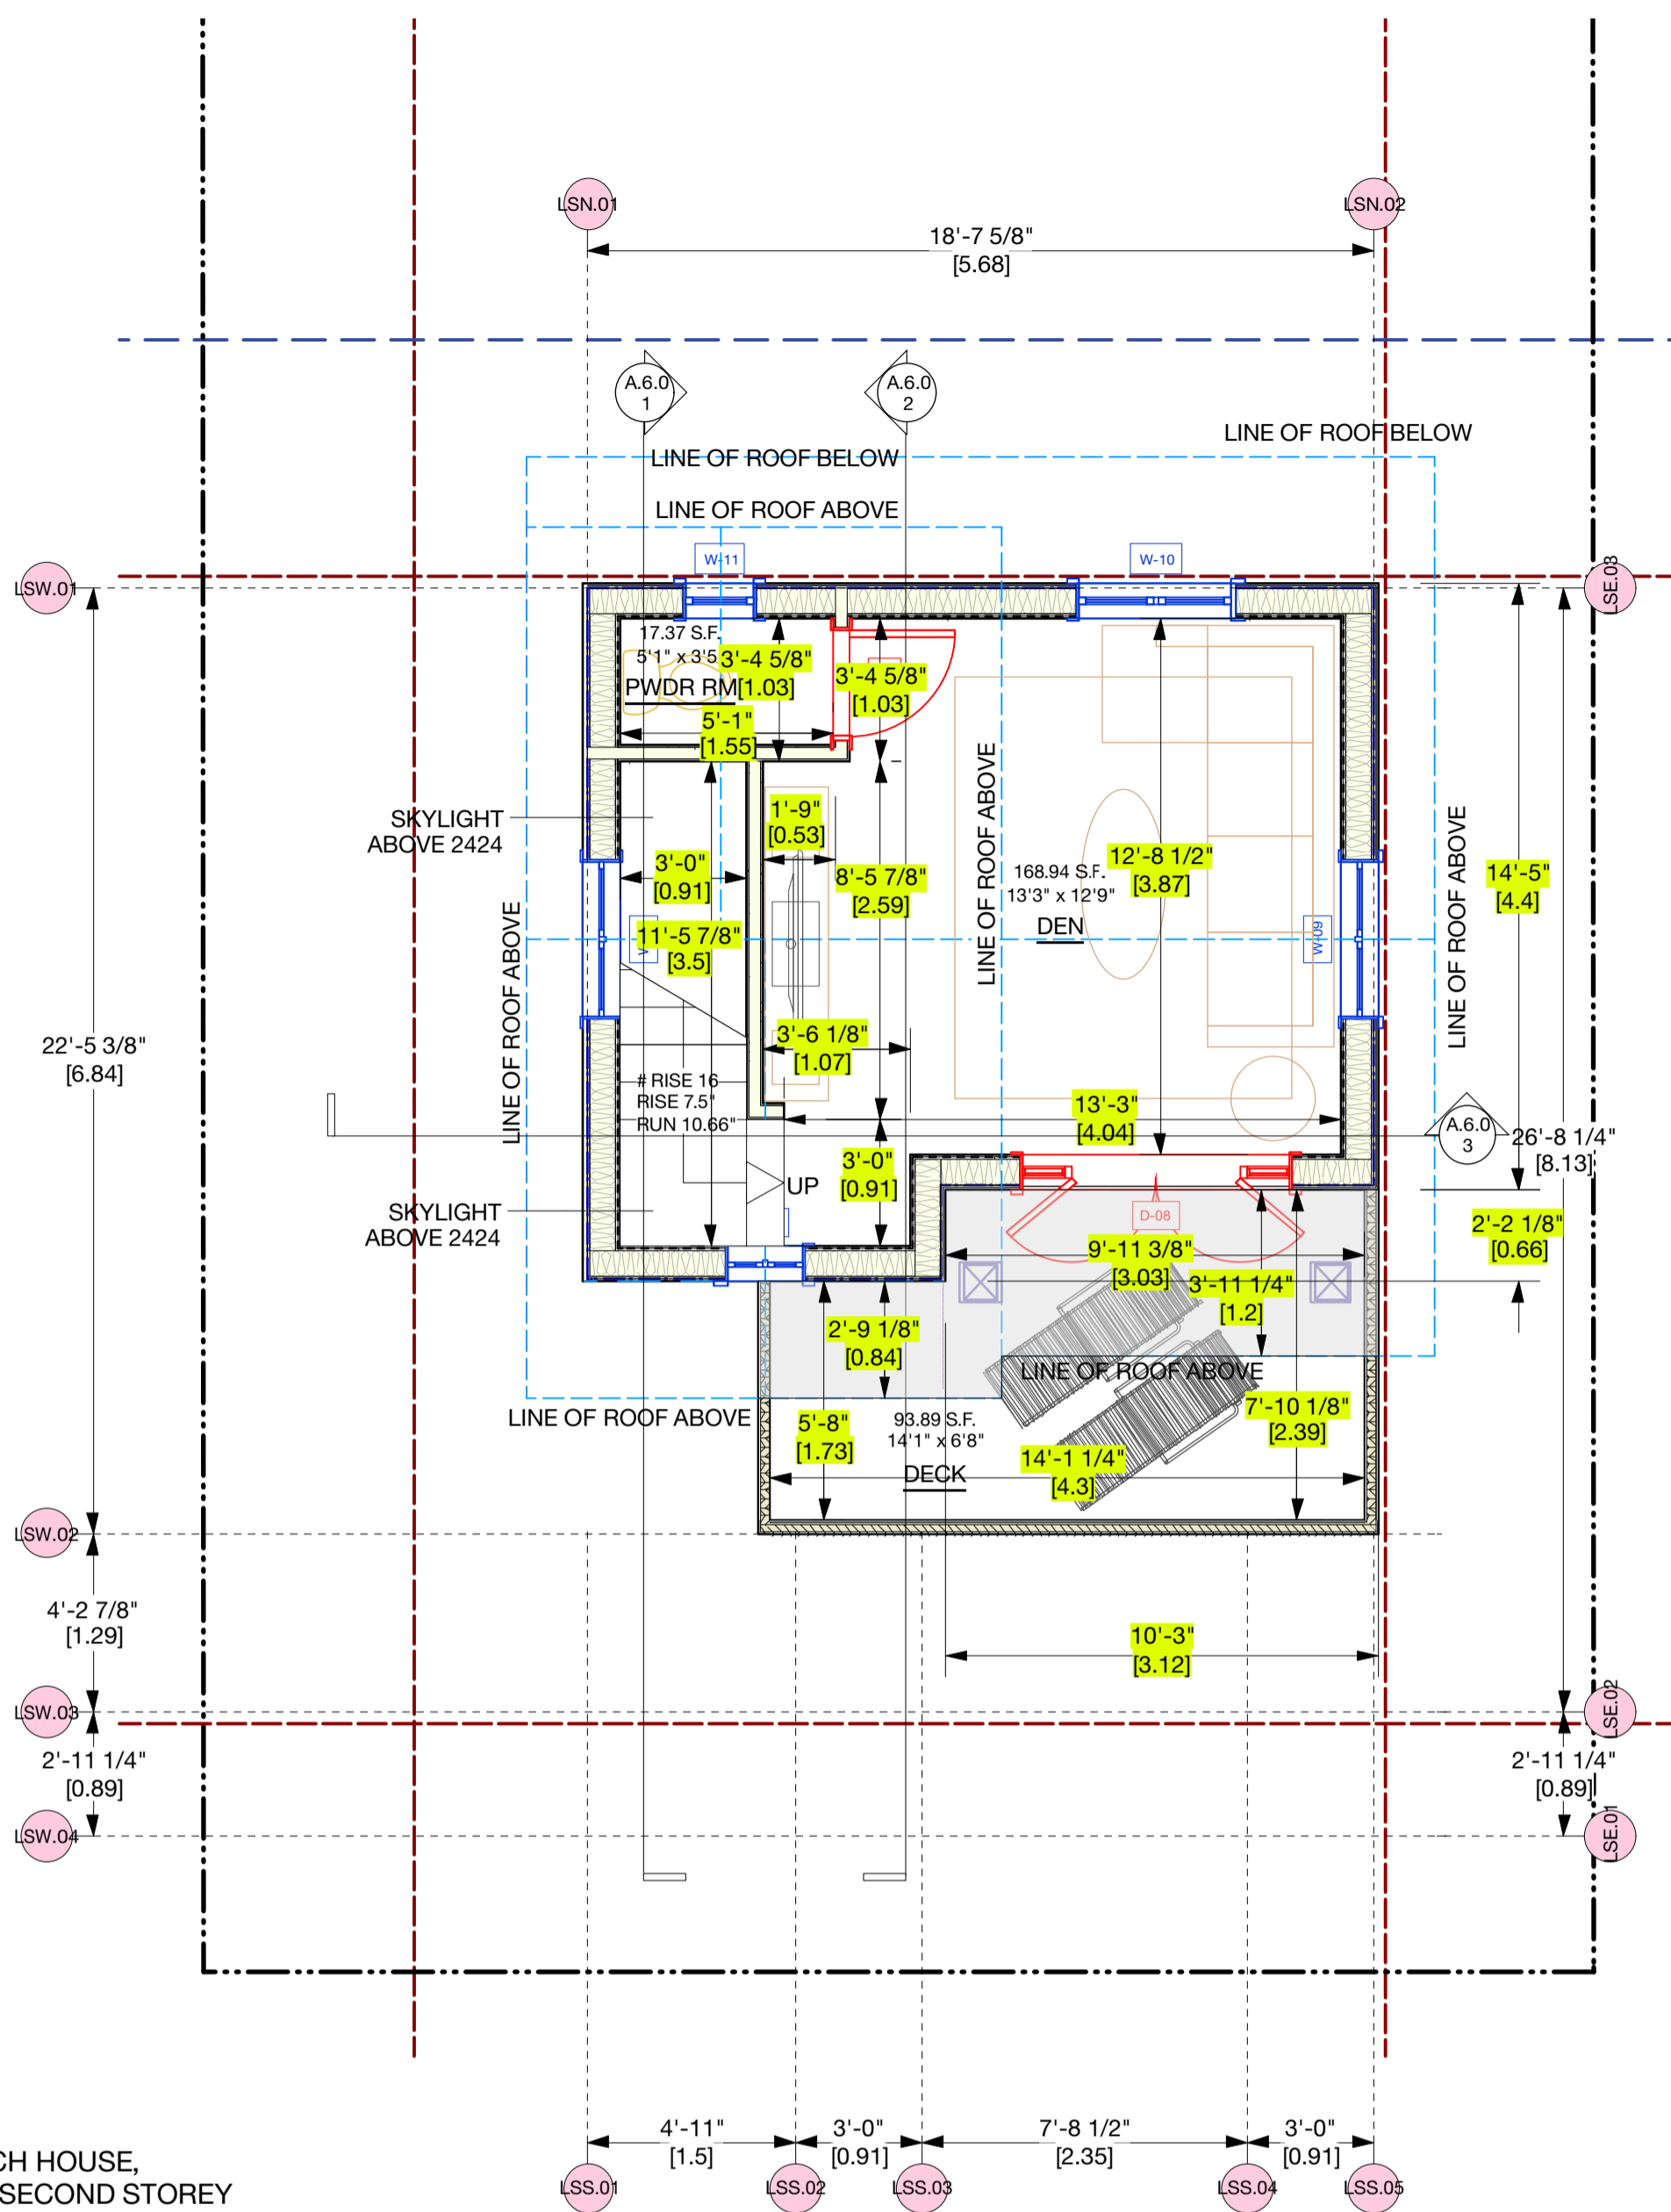 LSN.01
LSN.02
18'-7 5/8"
[5.68]
A.6.0
1
A.6.0
2
LINE OF ROOF BELOW
LINE OF ROOF BELOW
LINE OF ROOF ABOVE
W-11
W-10
LSW.01
LSE.03
17.37 S.F.
5'1" x 3'5
PWDR RM
3'-4 5/8"
[1.03]
3'-4 5/8"
[1.03]
5'-1"
[1.55]
SKYLIGHT
ABOVE 2424
1'-9"
[0.53]
3'-0"
[0.91]
8'-5 7/8"
[2.59]
LINE OF ROOF ABOVE
168.94 S.F.
13'3" x 12'9"
DEN
12'-8 1/2"
[3.87]
W-09
LINE OF ROOF ABOVE
14'-5"
[4.4]
LINE OF ROOF ABOVE
11'-5 7/8"
[3.5]
22'-5 3/8"
[6.84]
3'-6 1/8"
[1.07]
# RISE 16
RISE 7.5"
RUN 10.66"
13'-3"
[4.04]
A.6.0
3
26'-8 1/4"
[8.13]
3'-0"
[0.91]
UP
SKYLIGHT
ABOVE 2424
D-08
2'-2 1/8"
[0.66]
9'-11 3/8"
[3.03]
3'-11 1/4"
[1.2]
2'-9 1/8"
[0.84]
LINE OF ROOF ABOVE
LINE OF ROOF ABOVE
5'-8"
[1.73]
93.89 S.F.
14'1" x 6'8"
DECK
7'-10 1/8"
[2.39]
14'-1 1/4"
[4.3]
LSW.02
4'-2 7/8"
[1.29]
10'-3"
[3.12]
LSW.03
LSE.02
2'-11 1/4"
[0.89]
2'-11 1/4"
[0.89]
LSW.04
LSE.01
4'-11"
[1.5]
3'-0"
[0.91]
7'-8 1/2"
[2.35]
3'-0"
[0.91]
CH HOUSE,
SECOND STOREY
LSS.01
LSS.02
LSS.03
LSS.04
LSS.05